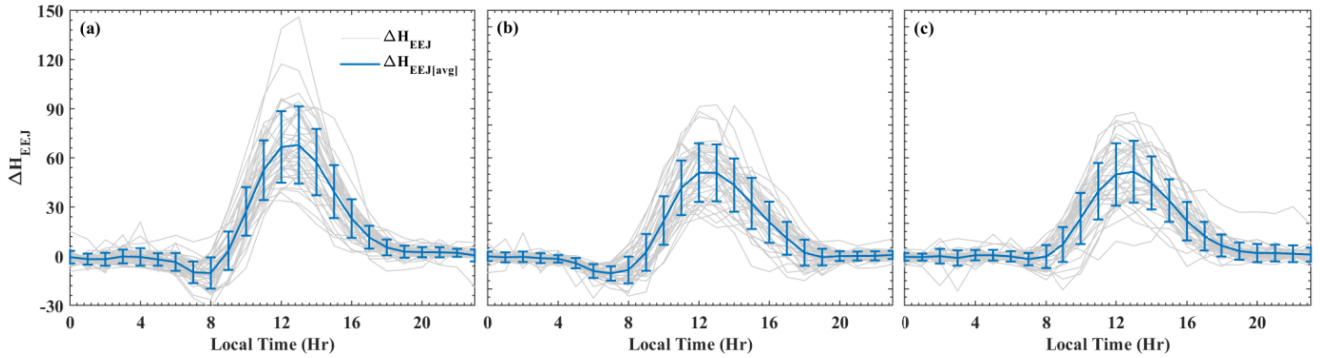 150
120
90
60
30
0
-30
ΔH_EEJ
(a)
ΔH_EEJ
ΔH_EEJ[avg]
(b)
(c)
0 4 8 12 16 20
0 4 8 12 16 20
0 4 8 12 16 20
Local Time (Hr)
Local Time (Hr)
Local Time (Hr)